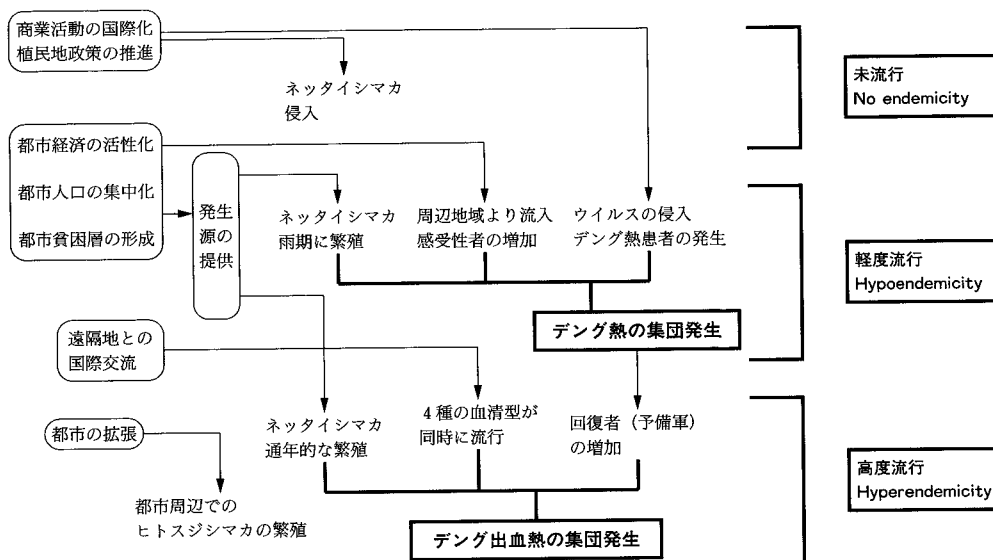 商業活動の国際化
植民地政策の推進
ネッタイシマカ
侵入
未流行
No endemicity
都市経済の活性化
都市人口の集中化
都市貧困層の形成
発生
源の
提供
ネッタイシマカ
雨期に繁殖
周辺地域より流入
感受性者の増加
ウイルスの侵入
デング熱患者の発生
軽度流行
Hypoendemicity
デング熱の集団発生
遠隔地との
国際交流
ネッタイシマカ
通年的な繁殖
4種の血清型が
同時に流行
回復者（予備軍）
の増加
都市の拡張
都市周辺での
ヒトスジシマカの繁殖
高度流行
Hyperendemicity
デング出血熱の集団発生